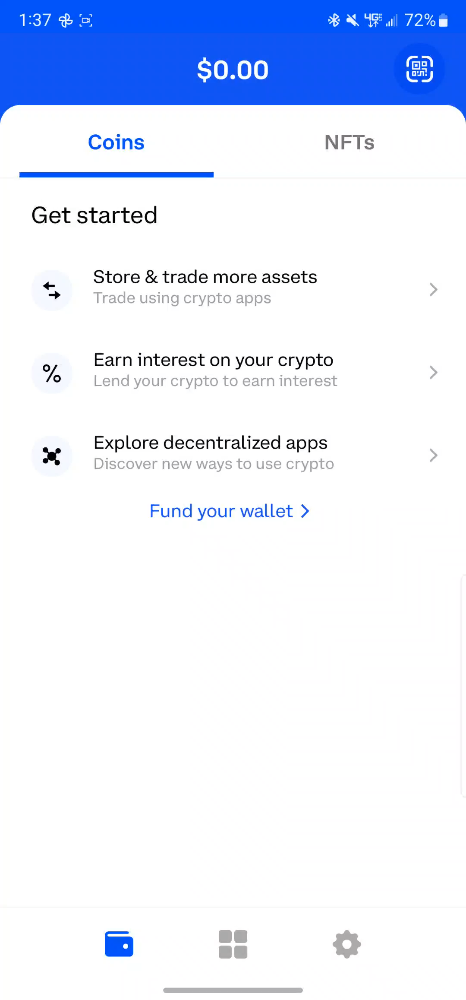 1:37
4G LTE
72%
$0.00
Coins
NFTs
Get started
Store & trade more assets
Trade using crypto apps
Earn interest on your crypto
Lend your crypto to earn interest
Explore decentralized apps
Discover new ways to use crypto
Fund your wallet